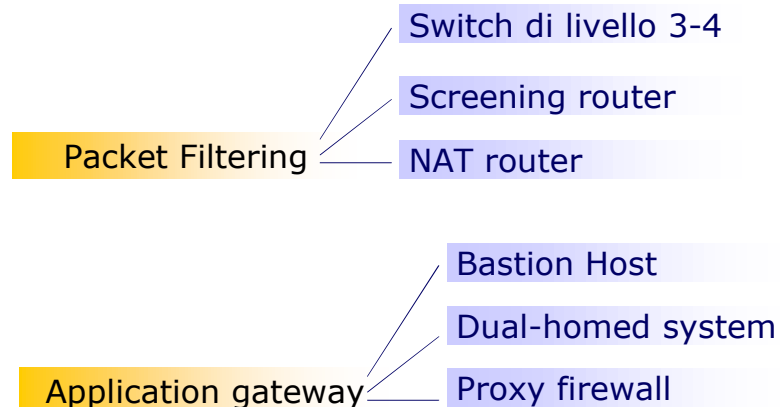 Switch di livello 3-4
Screening router
Packet Filtering
NAT router
Bastion Host
Dual-homed system
Application gateway
Proxy firewall